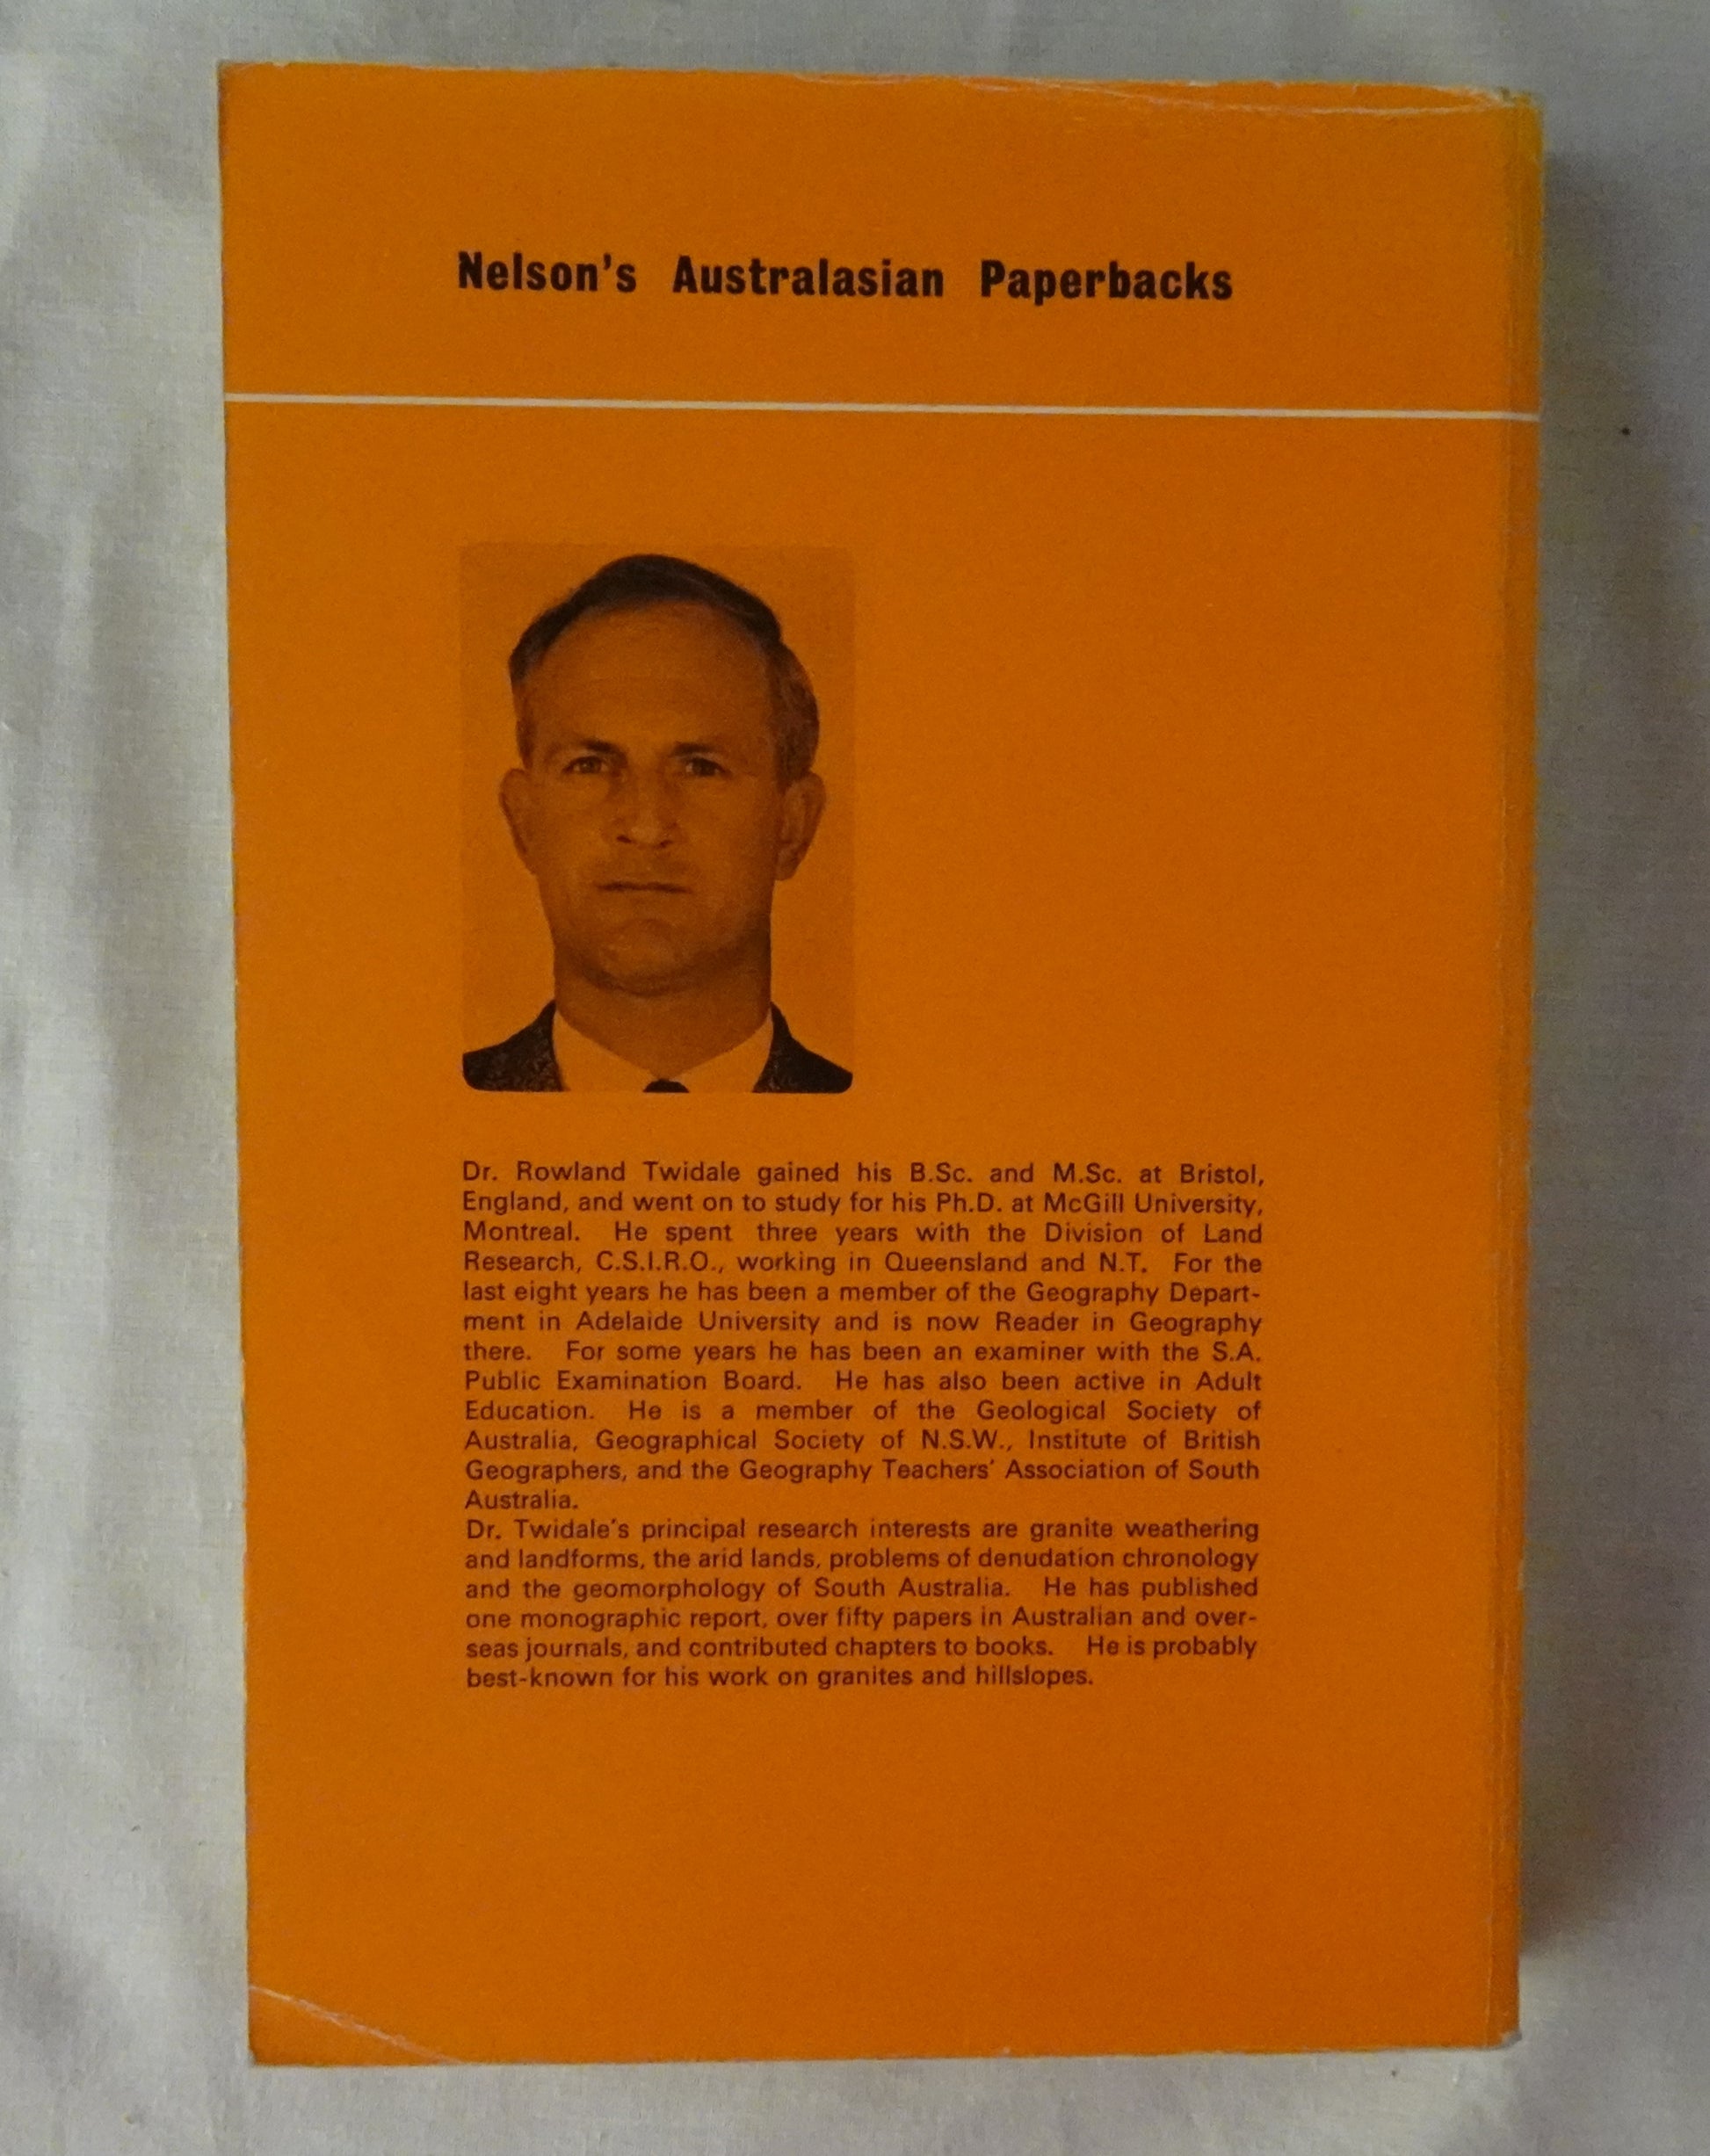 Nelson's Australasian Paperbacks
Dr. Rowland Twidale gained his B.Sc. and M.Sc. at Bristol,
England, and went on to study for his Ph.D. at McGill University,
Montreal. He spent three years with the Division of Land
Research, C.S.I.R.O., working in Queensland and N.T. For the
last eight years he has been a member of the Geography Depart-
ment in Adelaide University and is now Reader in Geography
there. For some years he has been an examiner with the S.A.
Public Examination Board. He has also been active in Adult
Education. He is a member of the Geological Society of
Australia, Geographical Society of N.S.W., Institute of British
Geographers, and the Geography Teachers' Association of South
Australia.
Dr. Twidale's principal research interests are granite weathering
and landforms, the arid lands, problems of denudation chronology
and the geomorphology of South Australia. He has published
one monographic report, over fifty papers in Australian and over-
seas journals, and contributed chapters to books. He is probably
best-known for his work on granites and hillslopes.